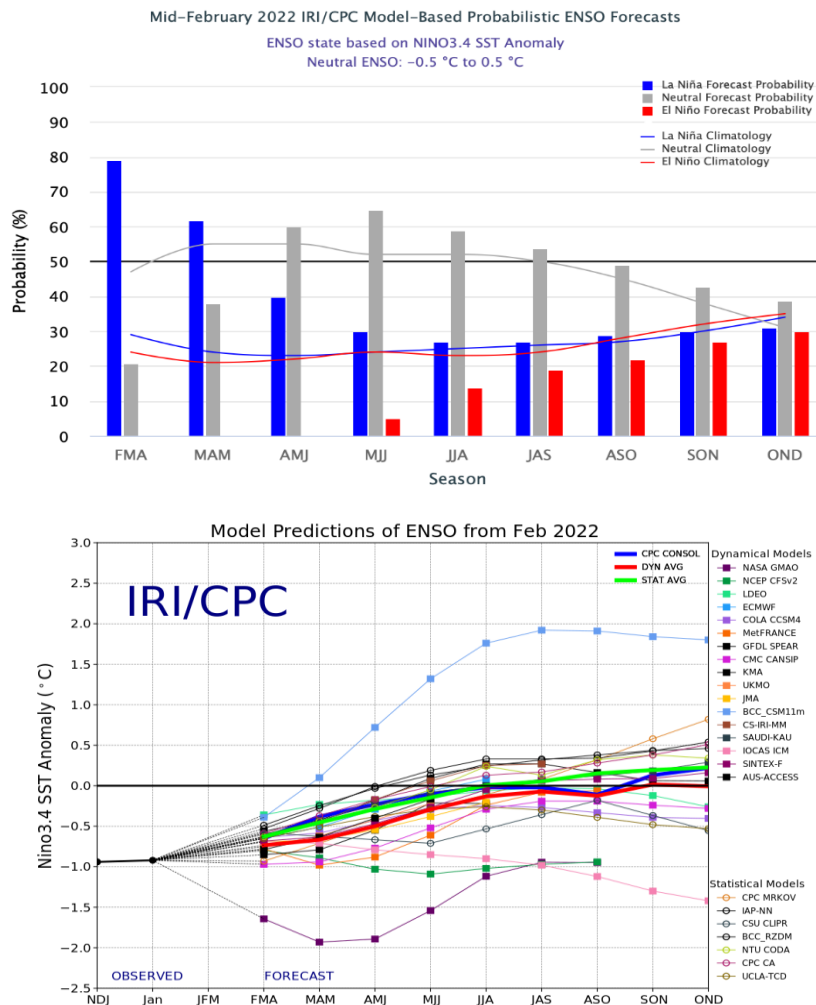 Mid-February 2022 IRI/CPC Model-Based Probabilistic ENSO Forecasts
ENSO state based on NINO3.4 SST Anomaly
Neutral ENSO: -0.5 °C to 0.5 °C
La Niña Forecast Probability
Neutral Forecast Probability
El Niño Forecast Probability
La Niña Climatology
Neutral Climatology
El Niño Climatology
Probability (%)
100
90
80
70
60
50
40
30
20
10
0
FMA MAM AMJ MJJ JJA JAS ASO SON OND
Season
Model Predictions of ENSO from Feb 2022
IRI/CPC
CPC CONSOL
DYN AVG
STAT AVG
Dynamical Models
NASA GMAO
NCEP CFSv2
LDEO
ECMWF
COLA CCSM4
MetFRANCE
GFDL SPEAR
CMC CANSIP
KMA
UKMO
JMA
BCC_CSM11m
CS-IRI-MM
SAUDI-KAU
IOCAS ICM
SINTEX-F
AUS-ACCESS
Statistical Models
CPC MRKOV
IAP-NN
CSU CLIPR
BCC_RZDM
NTU CODA
CPC CA
UCLA-TCD
Nino3.4 SST Anomaly (°C)
3.0
2.5
2.0
1.5
1.0
0.5
0.0
−0.5
−1.0
−1.5
−2.0
−2.5
OBSERVED FORECAST
NDJ Jan JFM FMA MAM AMJ MJJ JJA JAS ASO SON OND